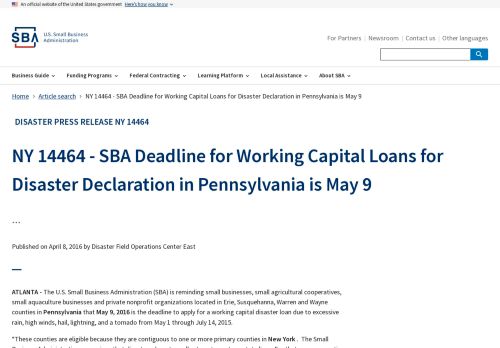 An official website of the United States government Here's how you know
SBA U.S. Small Business
Administration
For Partners Newsroom Contact us Other languages
Business Guide Funding Programs Federal Contracting Learning Platform Local Assistance About SBA
Home Article search NY 14464 - SBA Deadline for Working Capital Loans for Disaster Declaration in Pennsylvania is May 9
DISASTER PRESS RELEASE NY 14464
NY 14464 - SBA Deadline for Working Capital Loans for
Disaster Declaration in Pennsylvania is May 9
...
Published on April 8, 2016 by Disaster Field Operations Center East
ATLANTA - The U.S. Small Business Administration (SBA) is reminding small businesses, small agricultural cooperatives,
small aquaculture businesses and private nonprofit organizations located in Erie, Susquehanna, Warren and Wayne
counties in Pennsylvania that May 9, 2016 is the deadline to apply for a working capital disaster loan due to excessive
rain, high winds, hail, lightning, and a tornado from May 1 through July 14, 2015.
"These counties are eligible because they are contiguous to one or more primary counties in New York . The Small